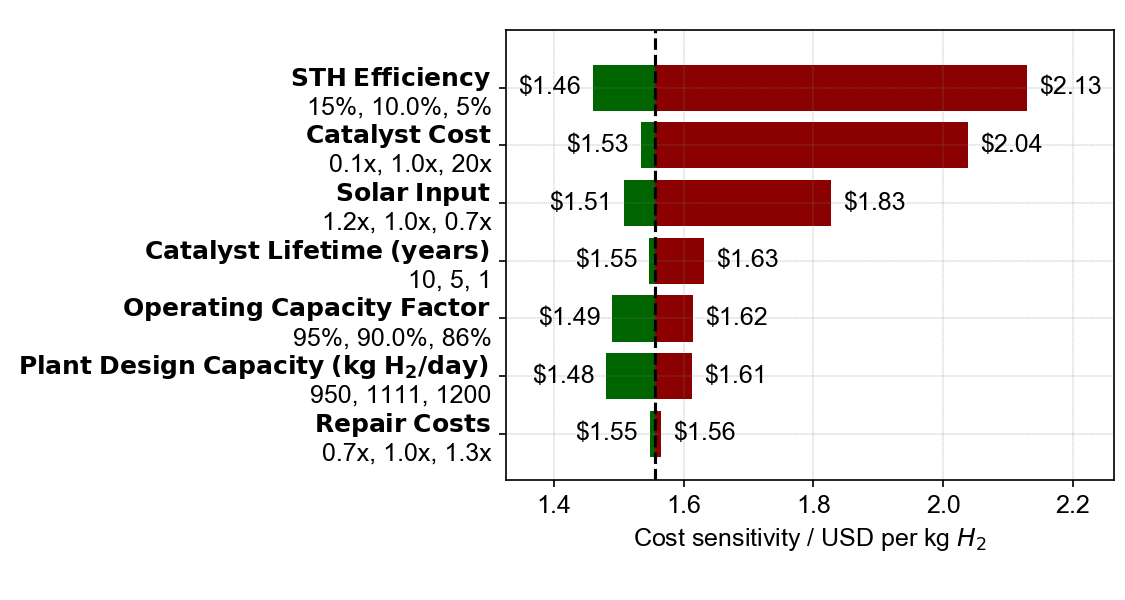 STH Efficiency
15%, 10.0%, 5%
$1.46
$2.13
Catalyst Cost
0.1x, 1.0x, 20x
$1.53
$2.04
Solar Input
1.2x, 1.0x, 0.7x
$1.51
$1.83
Catalyst Lifetime (years)
10, 5, 1
$1.55
$1.63
Operating Capacity Factor
95%, 90.0%, 86%
$1.49
$1.62
Plant Design Capacity (kg H₂/day)
950, 1111, 1200
$1.48
$1.61
Repair Costs
0.7x, 1.0x, 1.3x
$1.55
$1.56
1.4 1.6 1.8 2.0 2.2
Cost sensitivity / USD per kg H₂